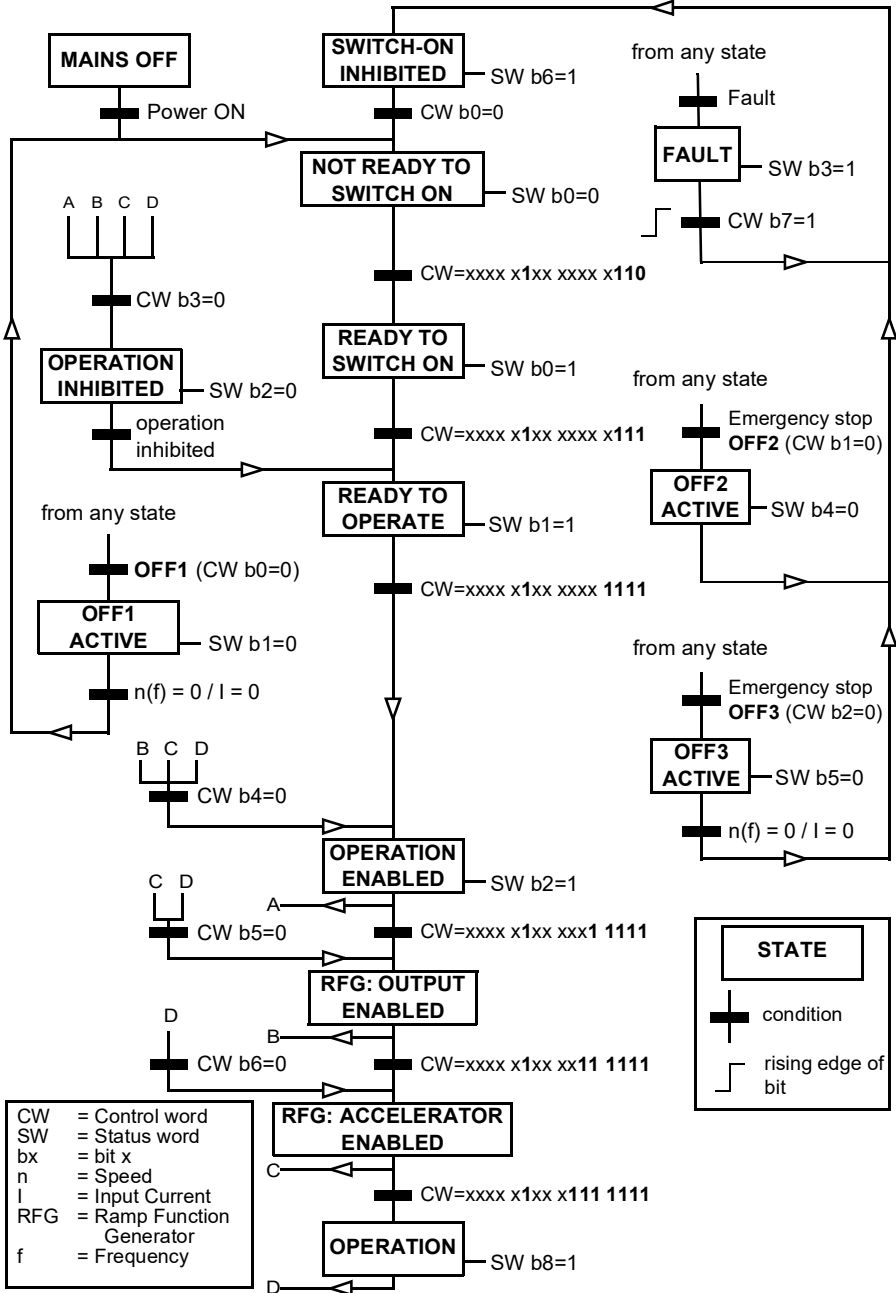 MAINS OFF
Power ON
SWITCH-ON
INHIBITED
SW b6=1
CW b0=0
from any state
Fault
FAULT
SW b3=1
CW b7=1
NOT READY TO
SWITCH ON
SW b0=0
A B C D
CW b3=0
CW=xxxx x1xx xxxx x110
OPERATION
INHIBITED
SW b2=0
operation
inhibited
READY TO
SWITCH ON
SW b0=1
CW=xxxx x1xx xxxx x111
from any state
Emergency stop
OFF2 (CW b1=0)
OFF2
ACTIVE
SW b4=0
READY TO
OPERATE
SW b1=1
from any state
OFF1 (CW b0=0)
CW=xxxx x1xx xxxx 1111
OFF1
ACTIVE
SW b1=0
n(f) = 0 / I = 0
from any state
Emergency stop
OFF3 (CW b2=0)
OFF3
ACTIVE
SW b5=0
n(f) = 0 / I = 0
B C D
CW b4=0
OPERATION
ENABLED
SW b2=1
A
C D
CW b5=0
CW=xxxx x1xx xxx1 1111
RFG: OUTPUT
ENABLED
B
D
CW b6=0
CW=xxxx x1xx xx11 1111
RFG: ACCELERATOR
ENABLED
C
CW=xxxx x1xx x111 1111
OPERATION
SW b8=1
D
STATE
condition
rising edge of
bit
CW = Control word
SW = Status word
bx = bit x
n = Speed
I = Input Current
RFG = Ramp Function
Generator
f = Frequency